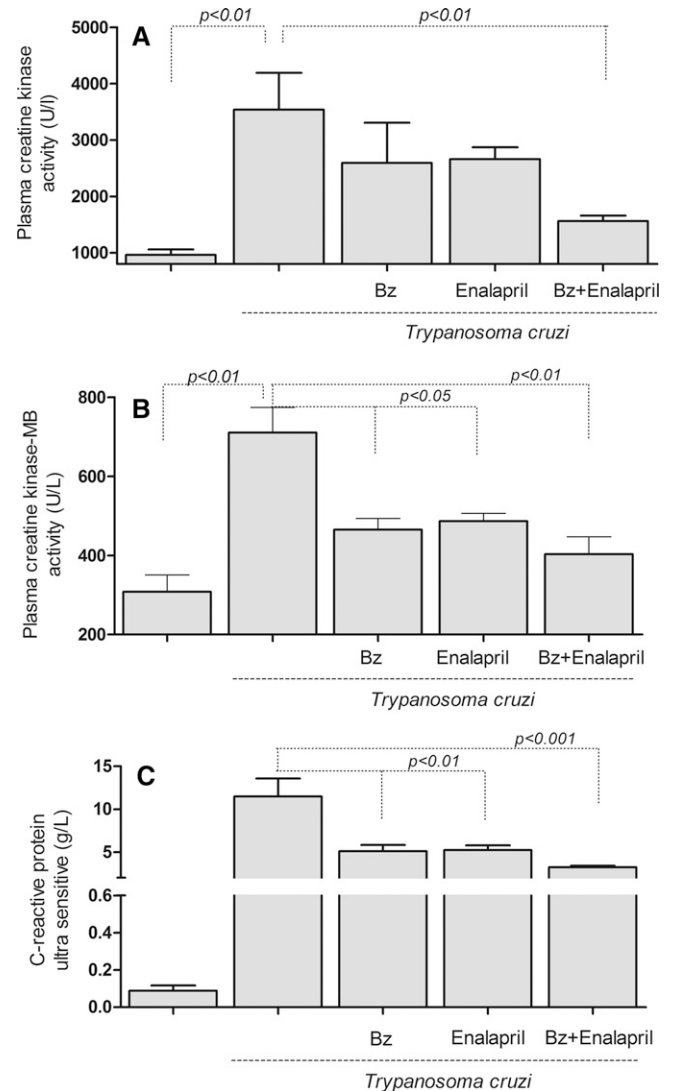 A
p<0.01
p<0.01
Plasma creatine kinase
activity (U/l)
5000
4000
3000
2000
1000
Bz Enalapril Bz+Enalapril
Trypanosoma cruzi
B
p<0.01
p<0.01
p<0.05
Plasma creatine kinase-MB
activity (U/L)
800
600
400
200
Bz Enalapril Bz+Enalapril
Trypanosoma cruzi
C
p<0.001
p<0.01
C-reactive protein
ultra sensitive (g/L)
15
10
5
0.6
0.4
0.2
0.0
Bz Enalapril Bz+Enalapril
Trypanosoma cruzi